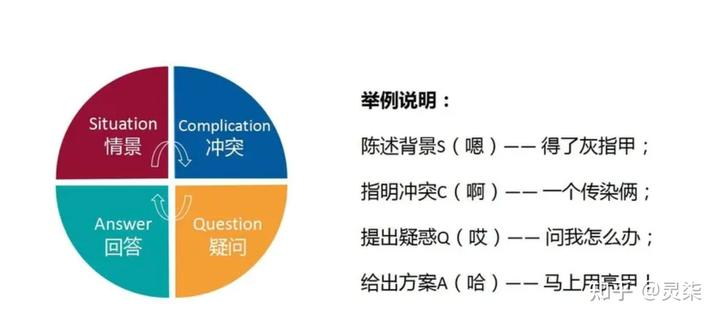 Situation
情景
Complication
冲突
Answer
回答
Question
疑问
举例说明：
陈述背景S（嗯）—— 得了灰指甲；
指明冲突C（啊）—— 一个传染俩；
提出疑惑Q（哎）—— 问我怎么办；
给出方案A（哈）—— 马上用亮甲！
知乎 @灵柒